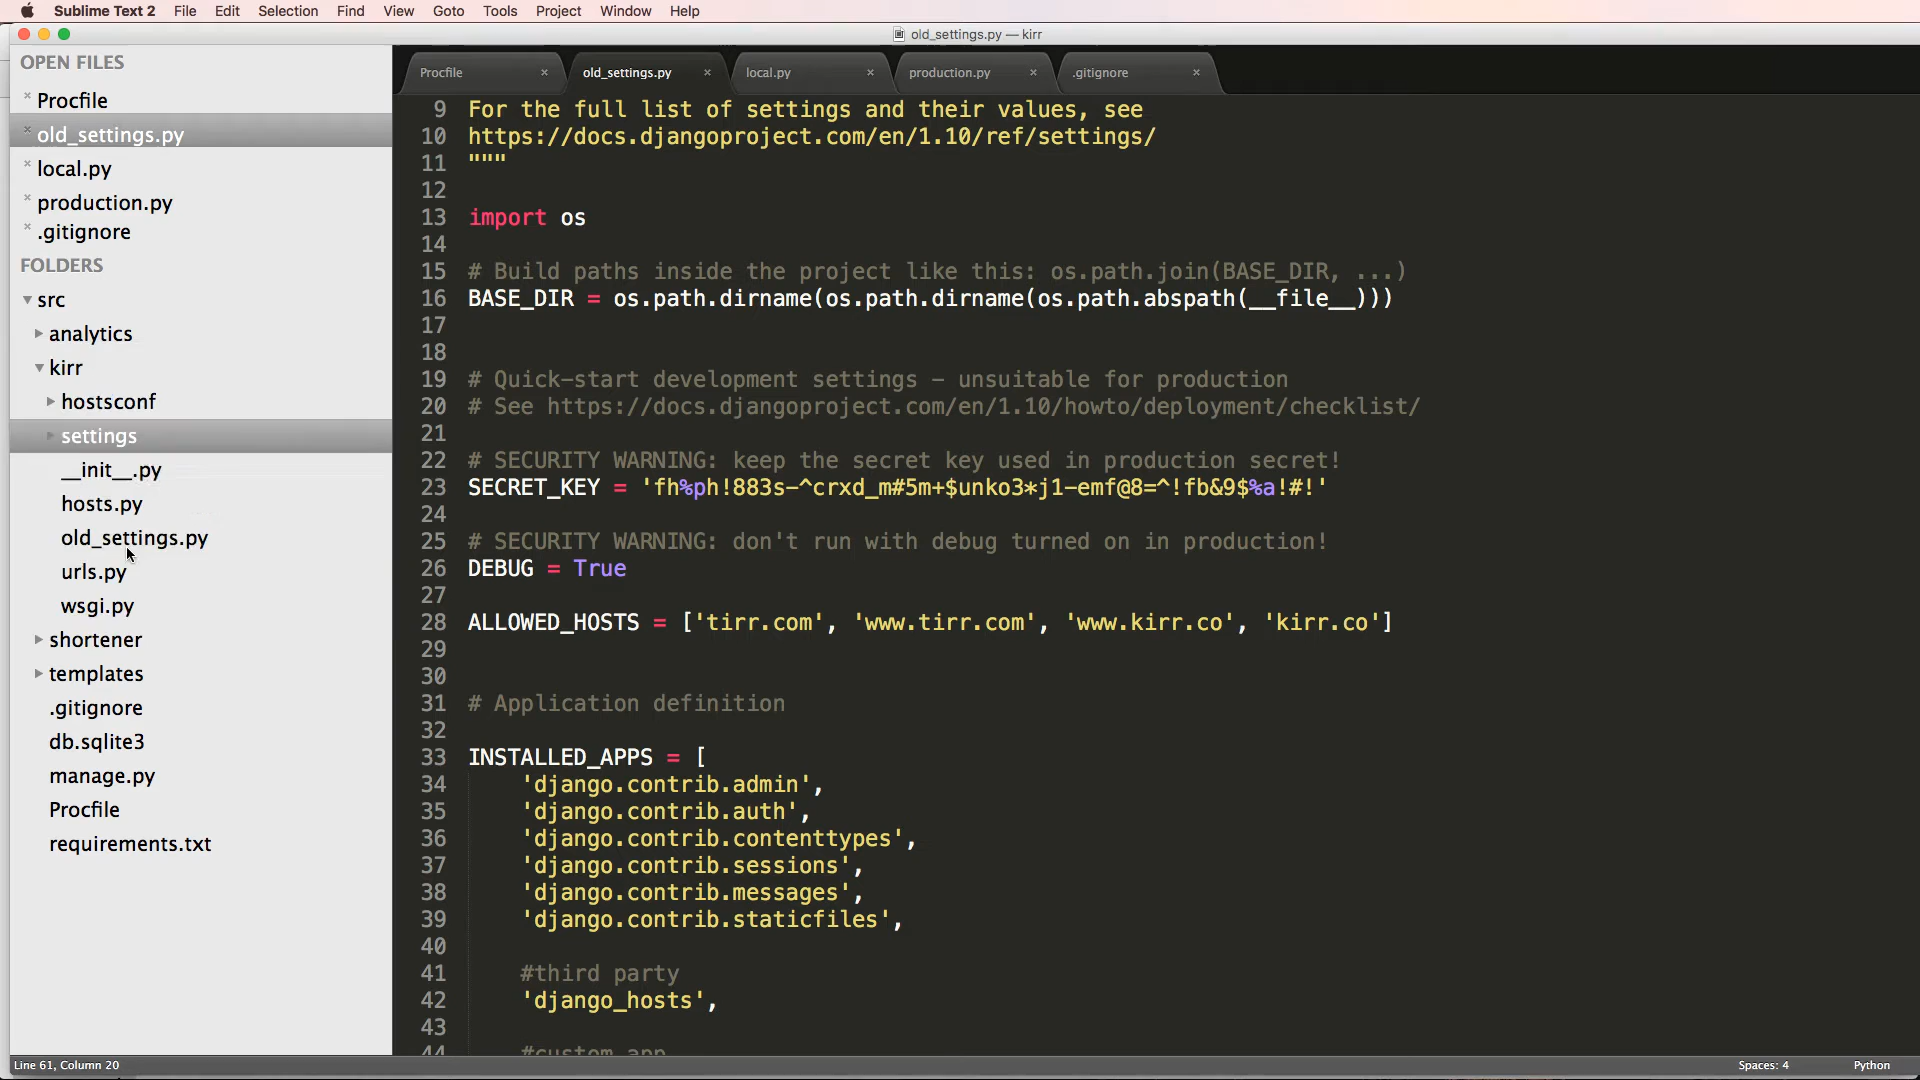 Sublime Text 2 File Edit Selection Find View Goto Tools Project Window Help
old_settings.py — kirr
OPEN FILES
Procfile
old_settings.py
local.py
production.py
.gitignore
FOLDERS
src
analytics
kirr
hostsconf
settings
__init__.py
hosts.py
old_settings.py
urls.py
wsgi.py
shortener
templates
.gitignore
db.sqlite3
manage.py
Procfile
requirements.txt
Procfile × old_settings.py × local.py × production.py × .gitignore ×
9 For the full list of settings and their values, see
10 https://docs.djangoproject.com/en/1.10/ref/settings/
11 """
12
13 import os
14
15 # Build paths inside the project like this: os.path.join(BASE_DIR, ...)
16 BASE_DIR = os.path.dirname(os.path.dirname(os.path.abspath(__file__)))
17
18
19 # Quick-start development settings - unsuitable for production
20 # See https://docs.djangoproject.com/en/1.10/howto/deployment/checklist/
21
22 # SECURITY WARNING: keep the secret key used in production secret!
23 SECRET_KEY = 'fh%ph!883s-^crxd_m#5m+$unko3*j1-emf@8=^!fb&9$%a!#!'
24
25 # SECURITY WARNING: don't run with debug turned on in production!
26 DEBUG = True
27
28 ALLOWED_HOSTS = ['tirr.com', 'www.tirr.com', 'www.kirr.co', 'kirr.co']
29
30
31 # Application definition
32
33 INSTALLED_APPS = [
34 'django.contrib.admin',
35 'django.contrib.auth',
36 'django.contrib.contenttypes',
37 'django.contrib.sessions',
38 'django.contrib.messages',
39 'django.contrib.staticfiles',
40
41 #third party
42 'django_hosts',
43
44 #custom app
Line 61, Column 20 Spaces: 4 Python